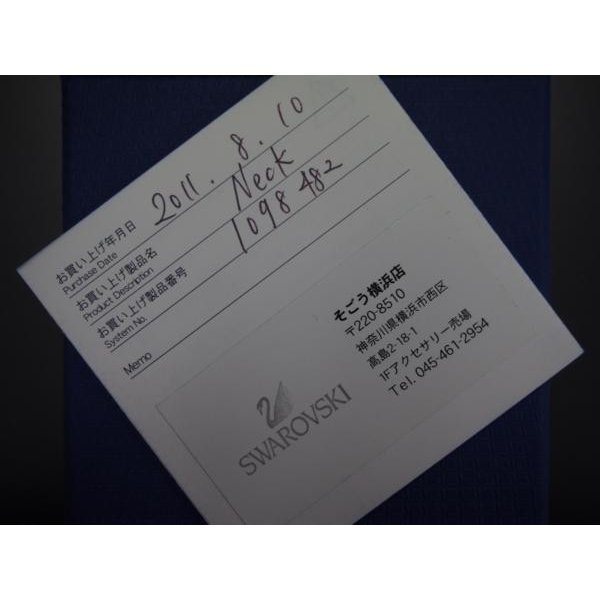 お買い上げ年月日 2011.8.10
Purchase Date
お買い上げ製品名 Neck
Product Description
お買い上げ製品番号 1098482
System No.
Memo
SWAROVSKI
そごう横浜店
〒220-8510
神奈川県横浜市西区
高島2-18-1
1Fアクセサリー売場
Tel. 045-461-2954